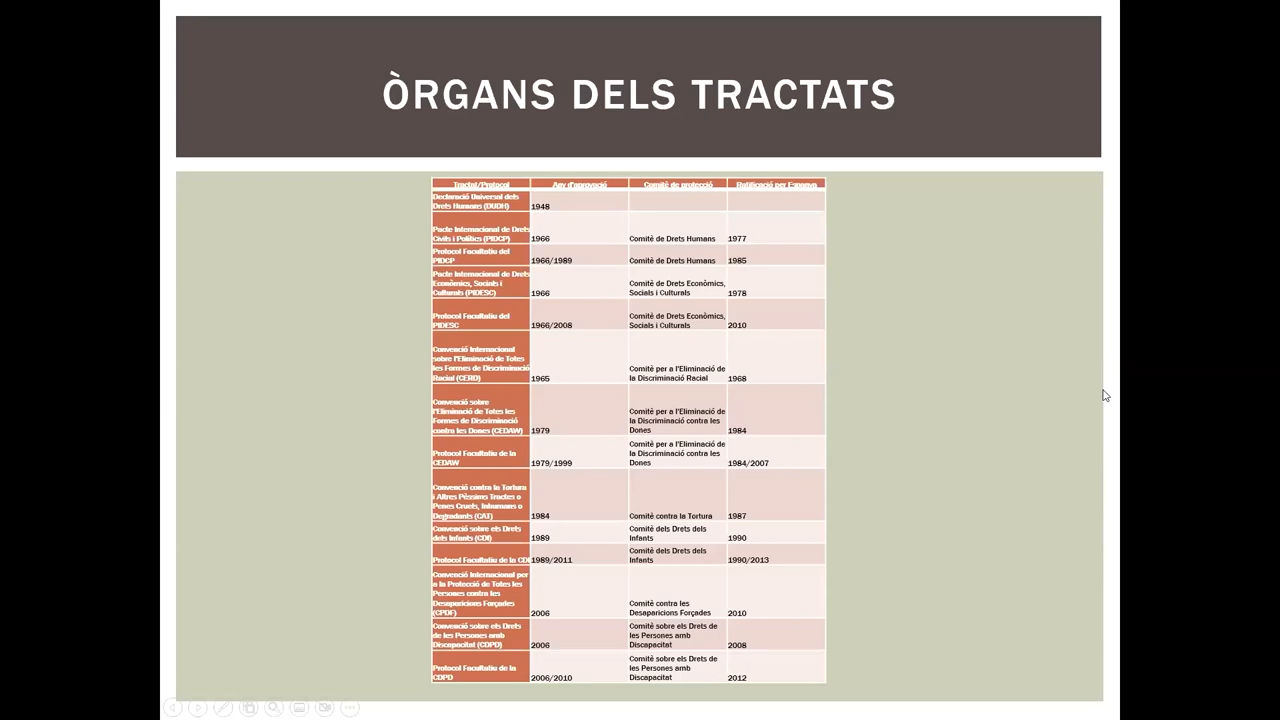 ÒRGANS DELS TRACTATS
Tractat/Protocol Any d'aprovació Comitè de protecció Ratificació per Espanya
Declaració Universal dels
Drets Humans (DUDH) 1948
Pacte Internacional de Drets
Civils i Polítics (PIDCP) 1966 Comitè de Drets Humans 1977
Protocol Facultatiu del
PIDCP 1966/1989 Comitè de Drets Humans 1985
Pacte Internacional de Drets
Econòmics, Socials i Comitè de Drets Econòmics,
Culturals (PIDESC) 1966 Socials i Culturals 1978
Protocol Facultatiu del Comitè de Drets Econòmics,
PIDESC 1966/2008 Socials i Culturals 2010
Convenció Internacional
sobre l'Eliminació de Totes
les Formes de Discriminació Comitè per a l'Eliminació de
Racial (CERD) 1965 la Discriminació Racial 1968
Convenció sobre
l'Eliminació de Totes les Comitè per a l'Eliminació de
Formes de Discriminació la Discriminació contra les
contra les Dones (CEDAW) 1979 Dones 1984
Comitè per a l'Eliminació de
Protocol Facultatiu de la la Discriminació contra les
CEDAW 1979/1999 Dones 1984/2007
Convenció contra la Tortura
i Altres Pèssims Tractes o
Penes Cruels, Inhumans o
Degradants (CAT) 1984 Comitè contra la Tortura 1987
Convenció sobre els Drets Comitè dels Drets dels
dels Infants (CDI) 1989 Infants 1990
Comitè dels Drets dels
Protocol Facultatiu de la CDI 1989/2011 Infants 1990/2013
Convenció Internacional per
a la Protecció de Totes les
Persones contra les
Desaparicions Forçades Comitè contra les
(CPDF) 2006 Desaparicions Forçades 2010
Convenció sobre els Drets Comitè sobre els Drets de
de les Persones amb les Persones amb
Discapacitat (CDPD) 2006 Discapacitat 2008
Comitè sobre els Drets de
Protocol Facultatiu de la les Persones amb
CDPD 2006/2010 Discapacitat 2012